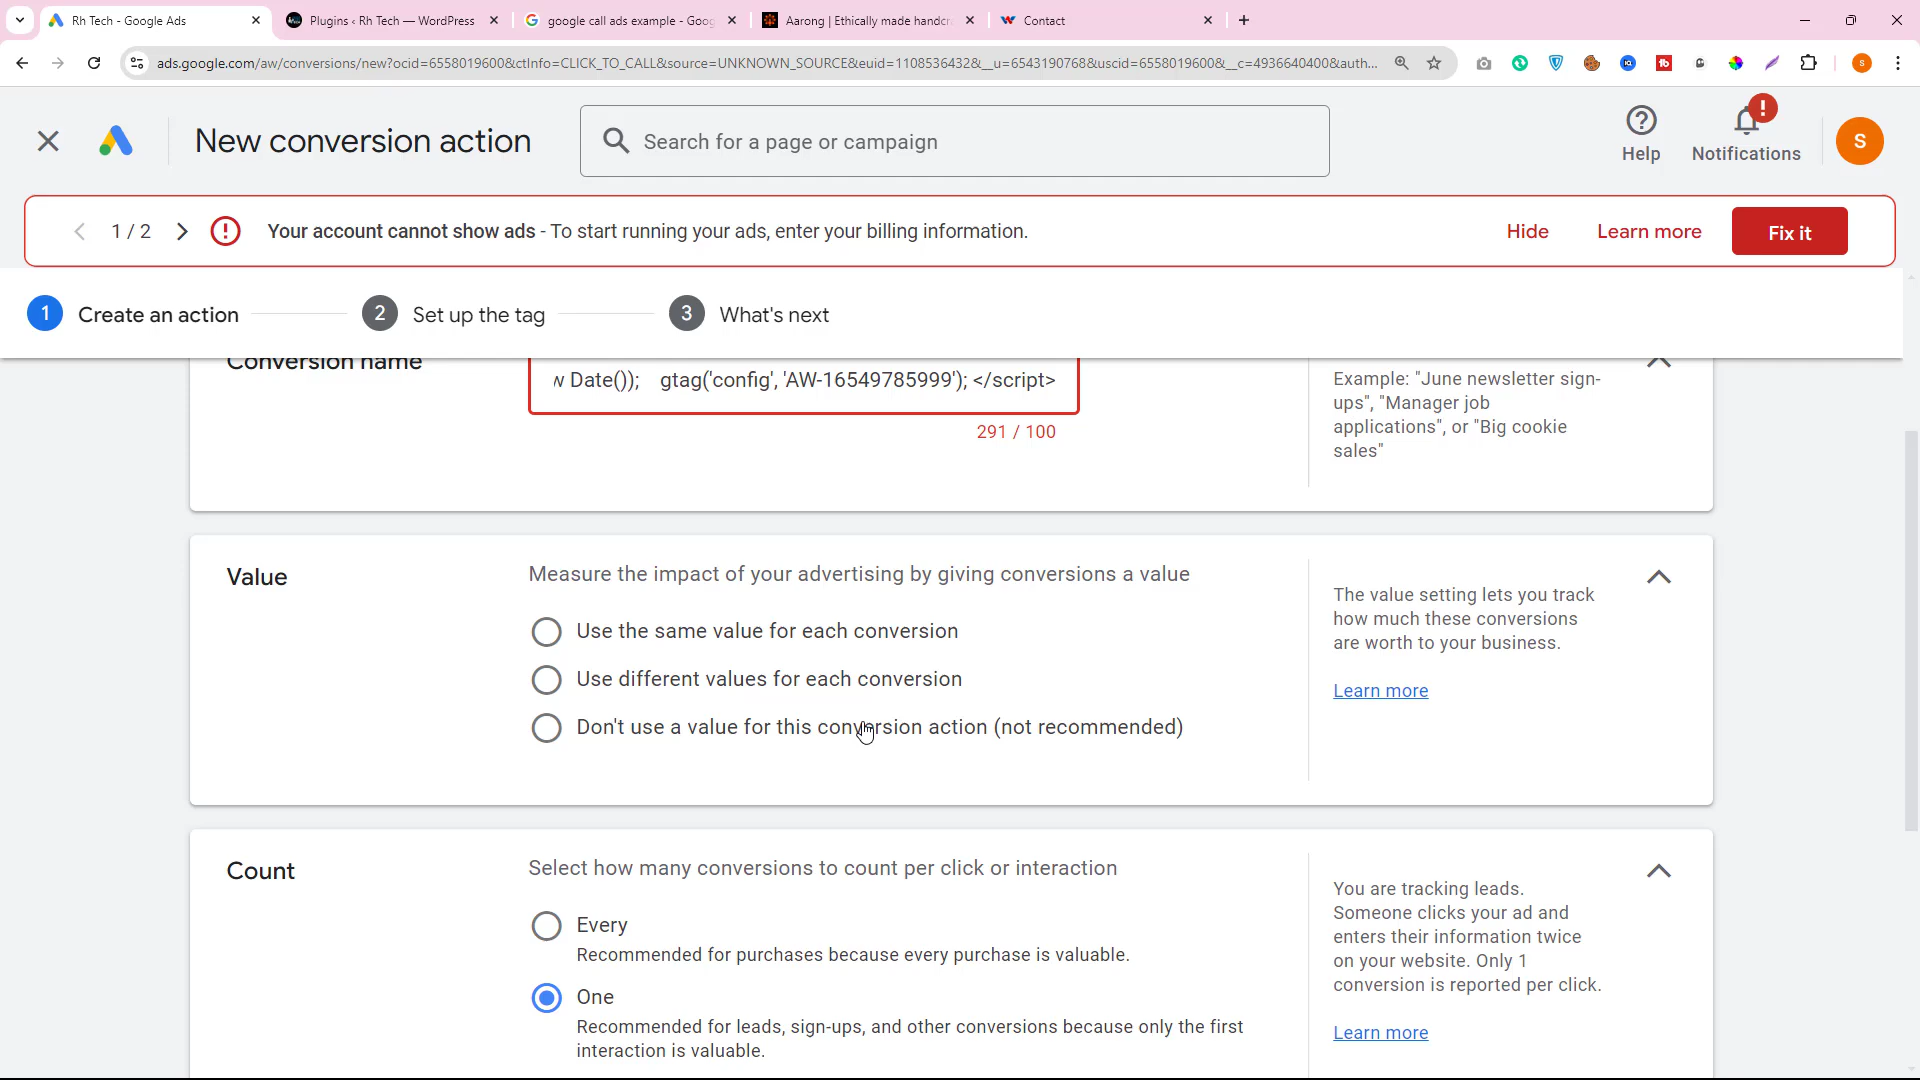 Rh Tech - Google Ads
Plugins ‹ Rh Tech — WordPress
google call ads example - Goog
Aarong | Ethically made handcra
Contact
ads.google.com/aw/conversions/new?ocid=6558019600&ctInfo=CLICK_TO_CALL&source=UNKNOWN_SOURCE&euid=1108536432&__u=6543190768&uscid=6558019600&__c=4936640400&auth...
New conversion action
Search for a page or campaign
Help
Notifications
S
1 / 2
Your account cannot show ads - To start running your ads, enter your billing information.
Hide
Learn more
Fix it
1 Create an action
2 Set up the tag
3 What's next
Conversion name
w Date()); gtag('config', 'AW-16549785999'); </script>
291 / 100
Example: "June newsletter sign-
ups", "Manager job
applications", or "Big cookie
sales"
Value
Measure the impact of your advertising by giving conversions a value
Use the same value for each conversion
Use different values for each conversion
Don't use a value for this conversion action (not recommended)
The value setting lets you track
how much these conversions
are worth to your business.
Learn more
Count
Select how many conversions to count per click or interaction
Every
Recommended for purchases because every purchase is valuable.
One
Recommended for leads, sign-ups, and other conversions because only the first
interaction is valuable.
You are tracking leads.
Someone clicks your ad and
enters their information twice
on your website. Only 1
conversion is reported per click.
Learn more